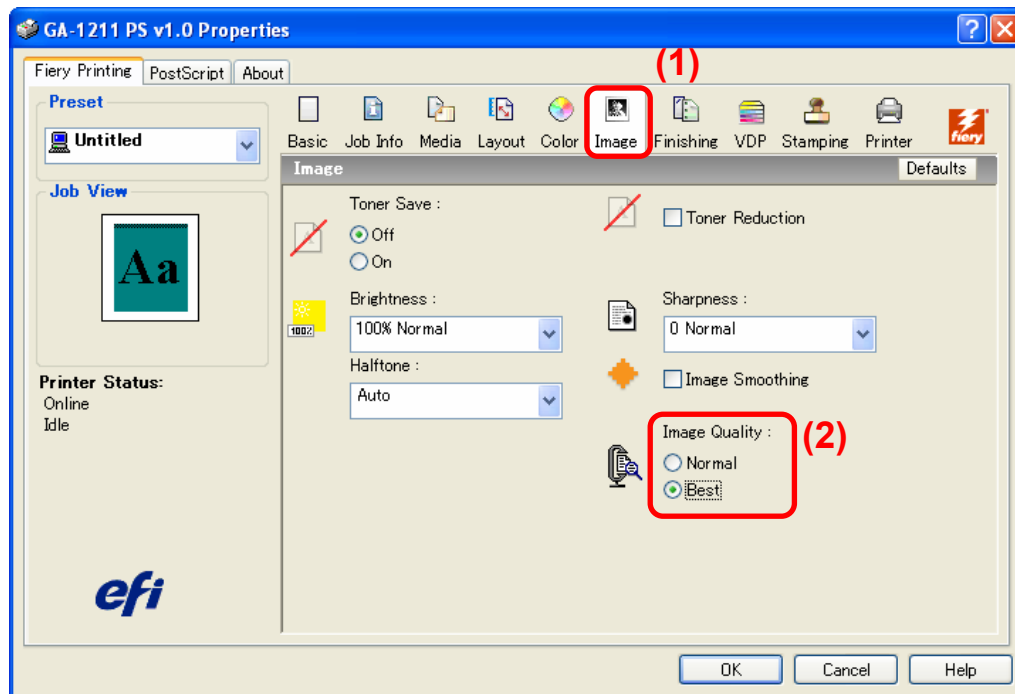 GA-1211 PS v1.0 Properties
Fiery Printing PostScript About
(1)
Preset
Untitled
Basic Job Info Media Layout Color Image Finishing VDP Stamping Printer fiery
Image Defaults
Job View
Aa
Toner Save :
Off
On
Toner Reduction
Brightness :
100%
100% Normal
Sharpness :
0 Normal
Halftone :
Auto
Image Smoothing
Printer Status:
Online
Idle
Image Quality :
Normal
Best
(2)
efi
OK Cancel Help